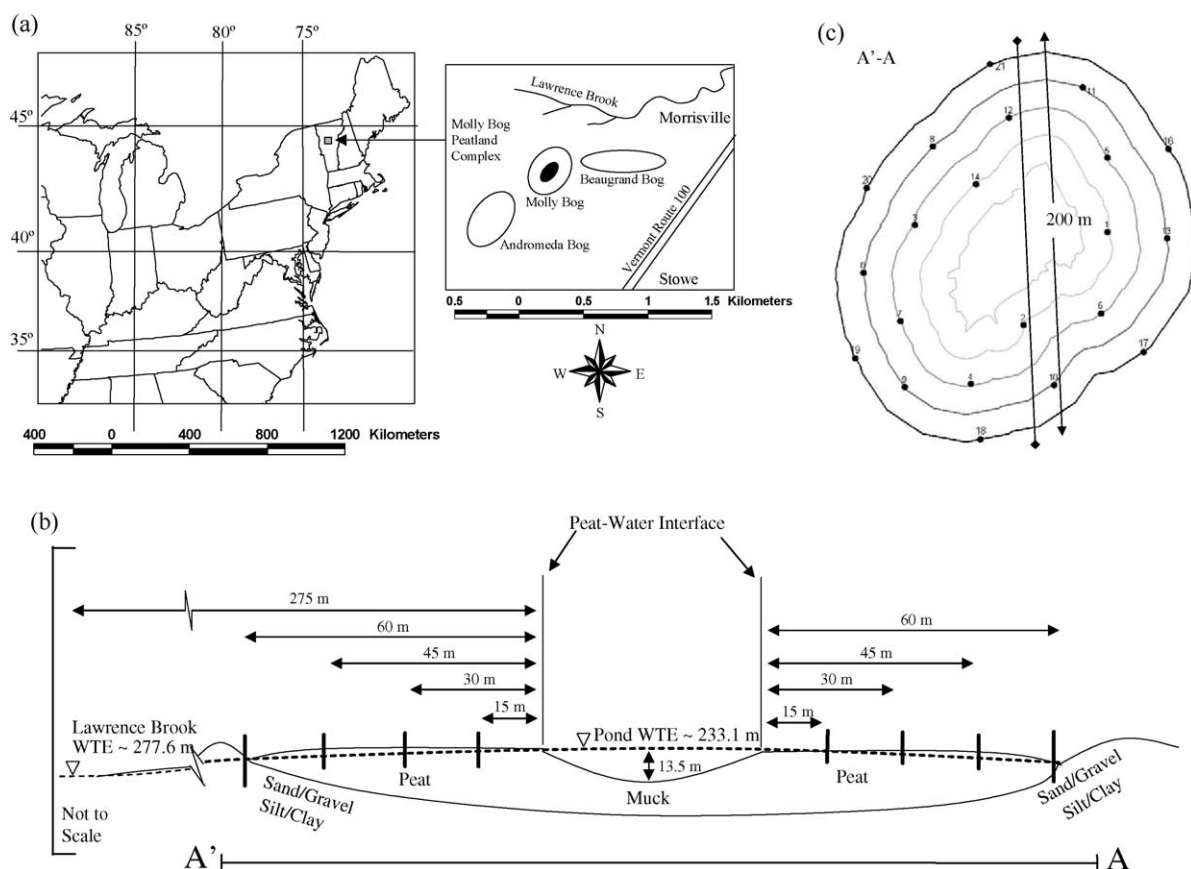 (a)
85º
80º
75º
45º
40º
35º
400
0
400
800
1200
Kilometers
Lawrence Brook
Morrisville
Molly Bog
Peatland
Complex
Beaugrand Bog
Molly Bog
Andromeda Bog
Vermont Route 100
Stowe
0.5
0
0.5
1
1.5
Kilometers
N
W
E
S
(c)
A'-A
21
11
12
8
5
16
20
14
3
1
200 m
13
7
2
6
19
9
4
10
17
18
(b)
Peat-Water Interface
275 m
60 m
60 m
45 m
45 m
30 m
30 m
15 m
15 m
Lawrence Brook
WTE ~ 277.6 m
Pond WTE ~ 233.1 m
13.5 m
Peat
Peat
Muck
Sand/Gravel
Silt/Clay
Sand/Gravel
Silt/Clay
Not to
Scale
A'
A